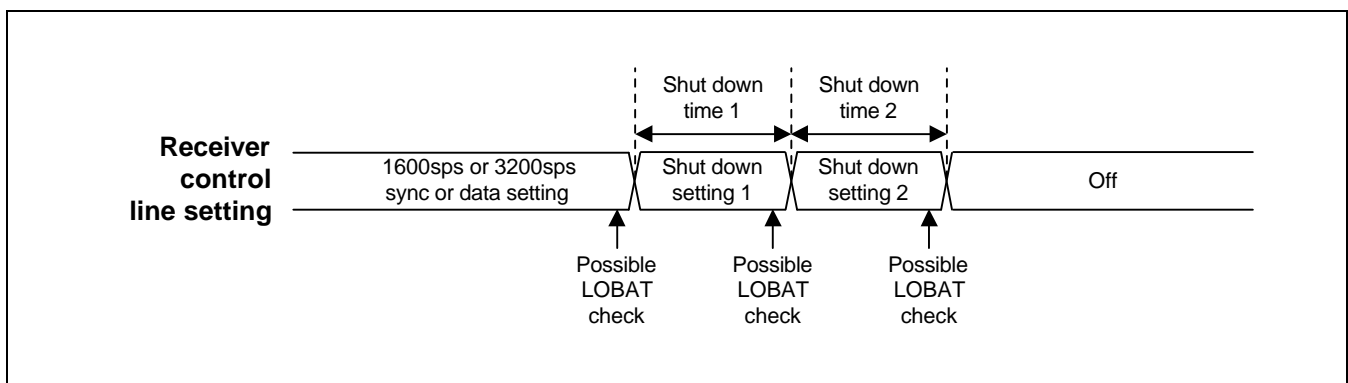 Shut down
time 1
Shut down
time 2
Receiver
control
line setting
1600sps or 3200sps
sync or data setting
Shut down
setting 1
Shut down
setting 2
Off
Possible
LOBAT
check
Possible
LOBAT
check
Possible
LOBAT
check